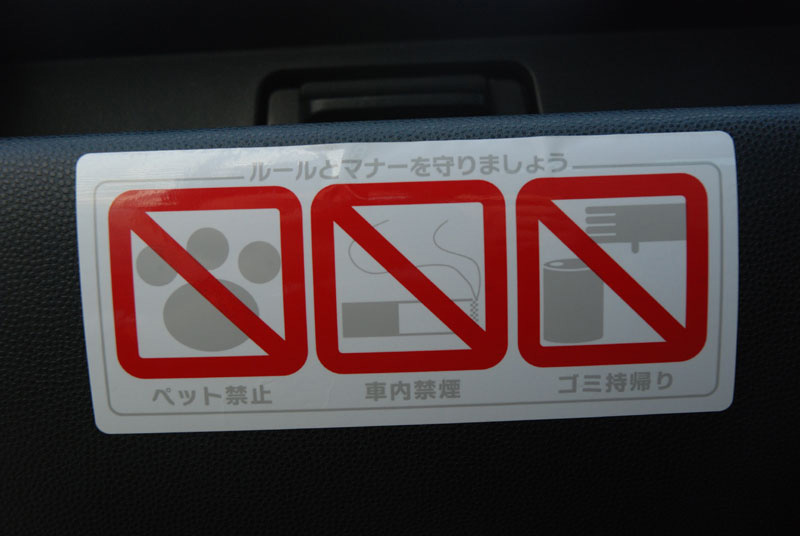 ルールとマナーを守りましょう
ペット禁止
車内禁煙
ゴミ持帰り